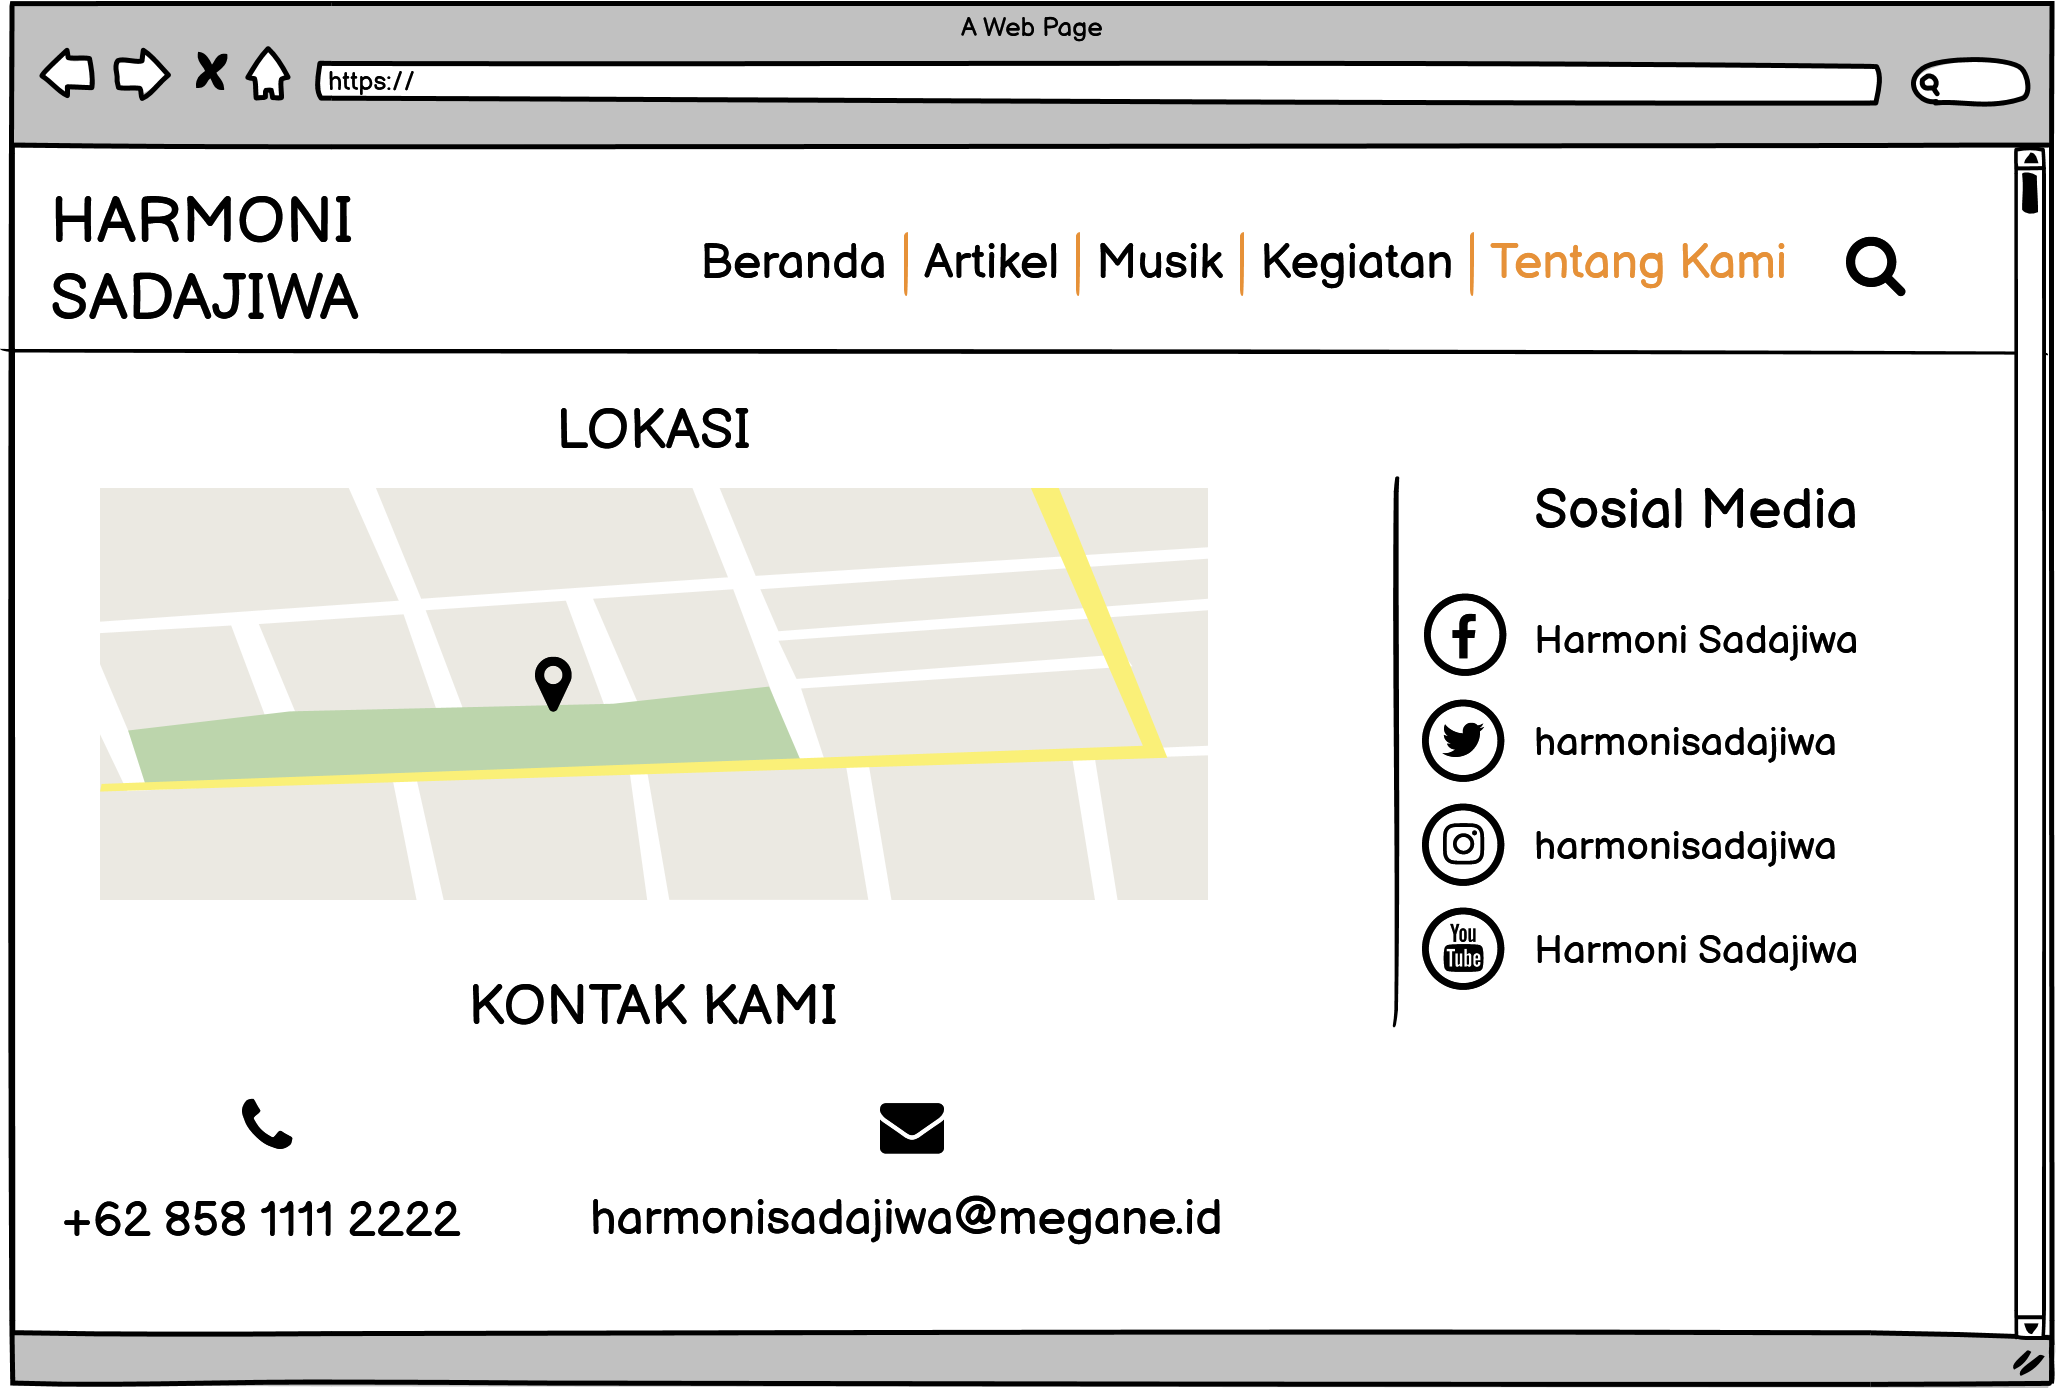 A Web Page
https://
HARMONI
SADAJIWA
Beranda Artikel Musik Kegiatan Tentang Kami
LOKASI
Sosial Media
Harmoni Sadajiwa
harmonisadajiwa
harmonisadajiwa
You
Tube
Harmoni Sadajiwa
KONTAK KAMI
+62 858 1111 2222
harmonisadajiwa@megane.id